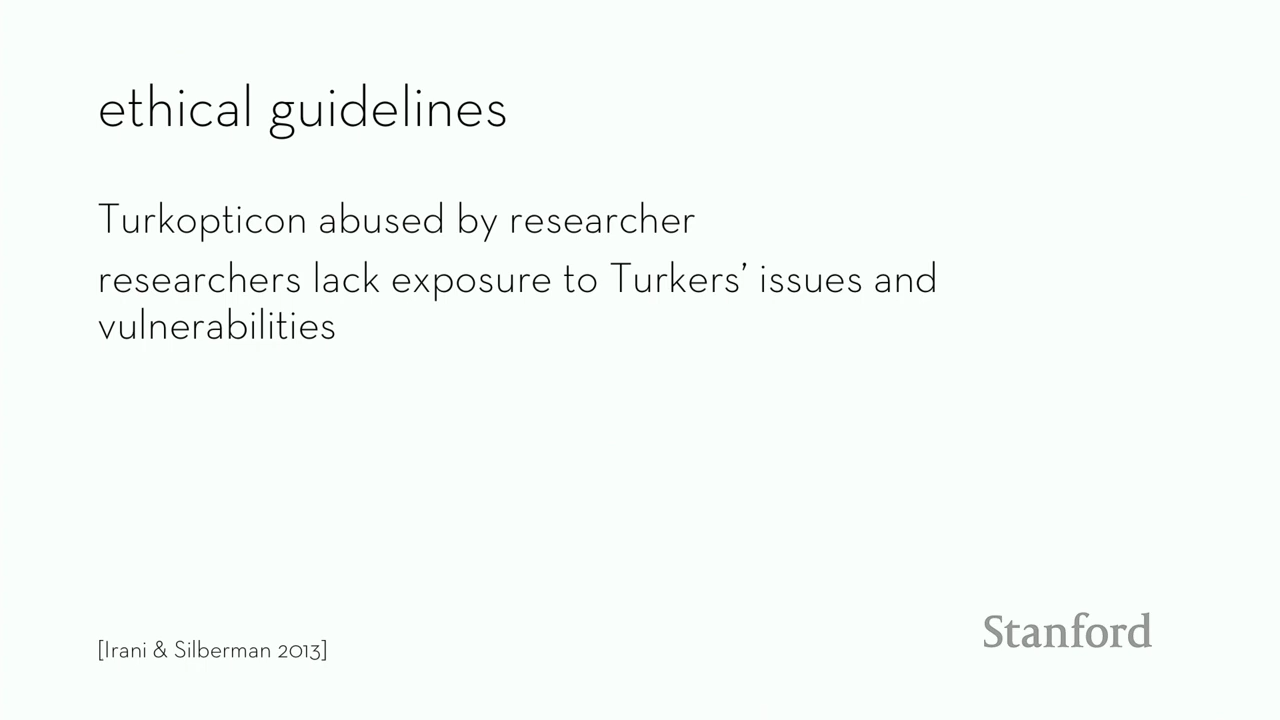 ethical guidelines
Turkopticon abused by researcher
researchers lack exposure to Turkers’ issues and
vulnerabilities
[Irani & Silberman 2013]
Stanford